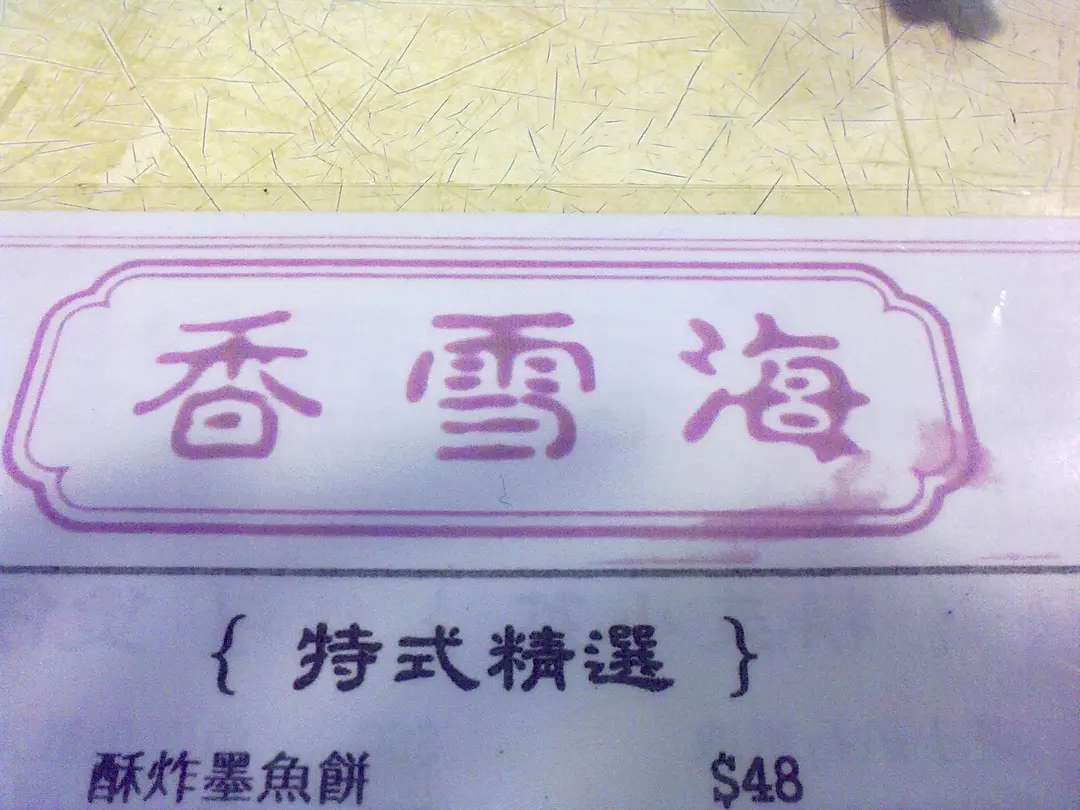 香雪海
{ 特式精選 }
酥炸墨魚餅 $48